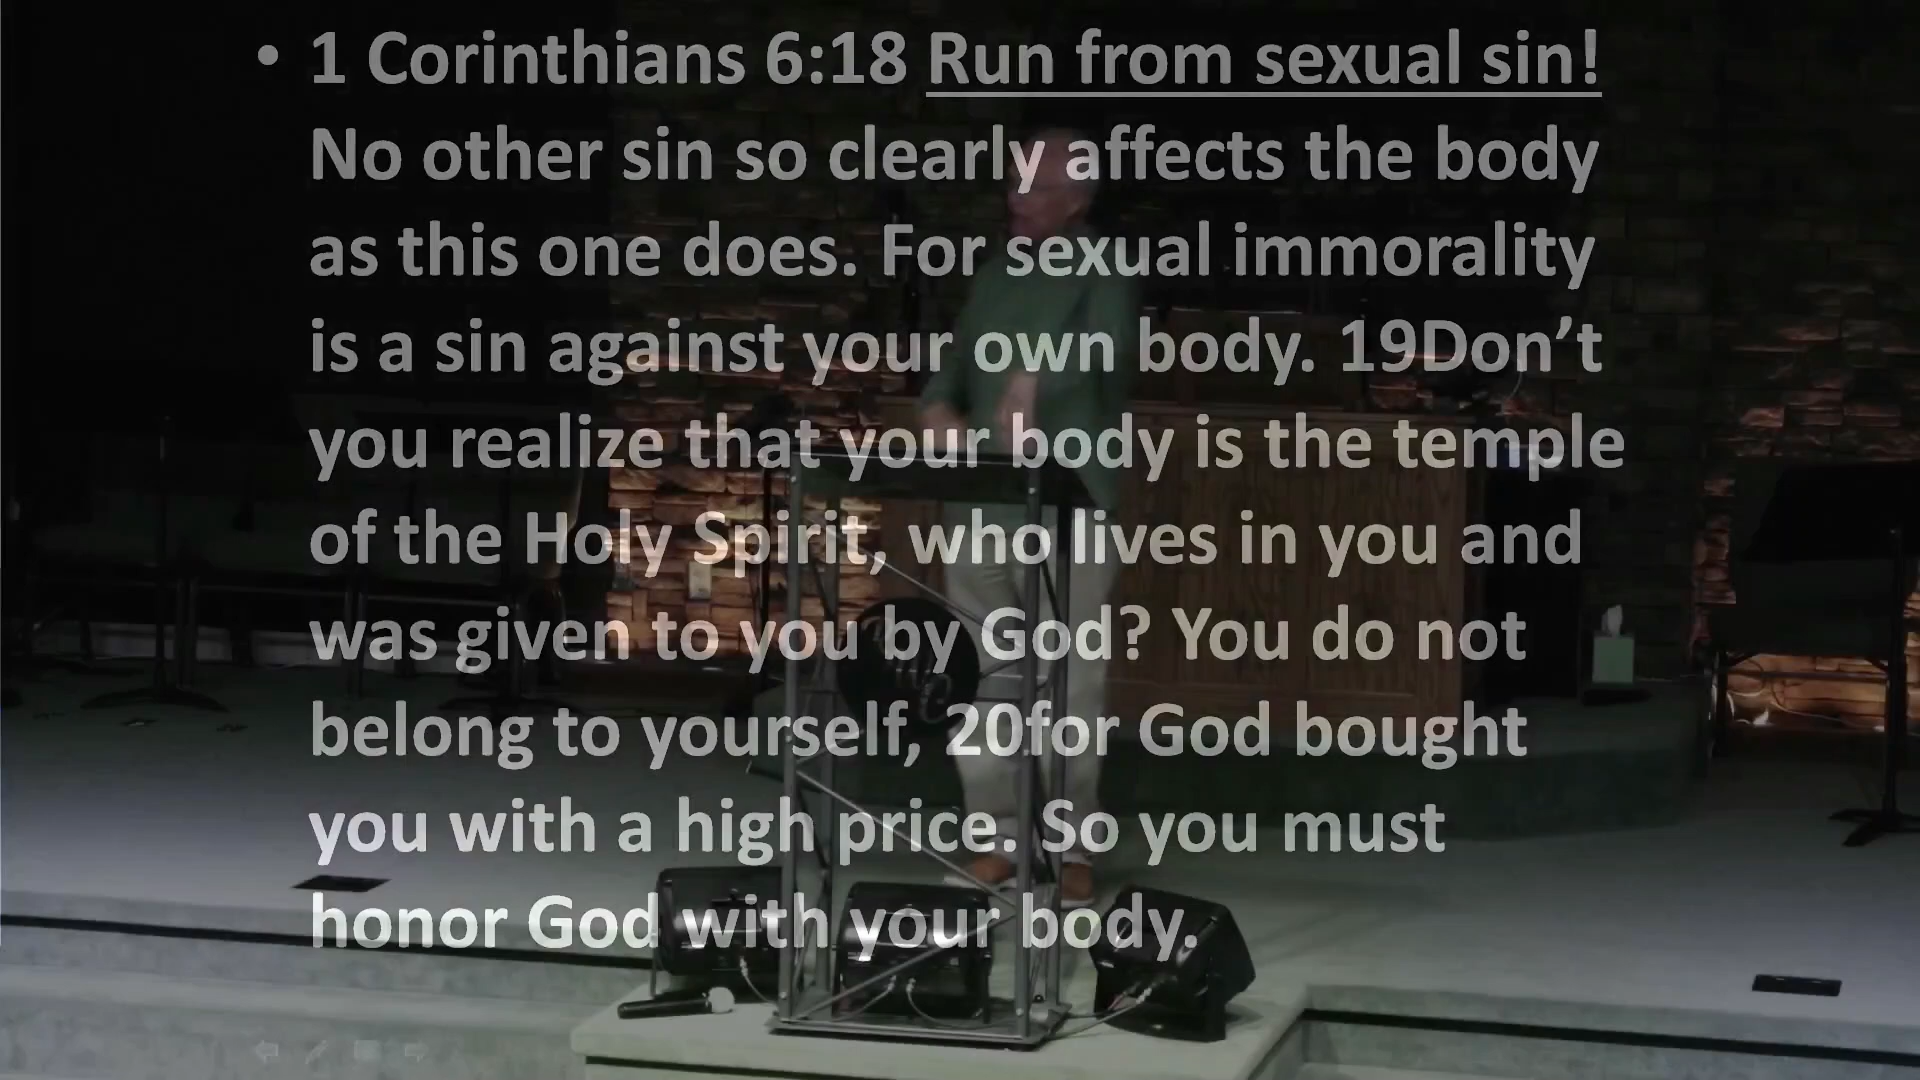 • 1 Corinthians 6:18 Run from sexual sin!
No other sin so clearly affects the body
as this one does. For sexual immorality
is a sin against your own body. 19Don’t
you realize that your body is the temple
of the Holy Spirit, who lives in you and
was given to you by God? You do not
belong to yourself, 20for God bought
you with a high price. So you must
honor God with your body.